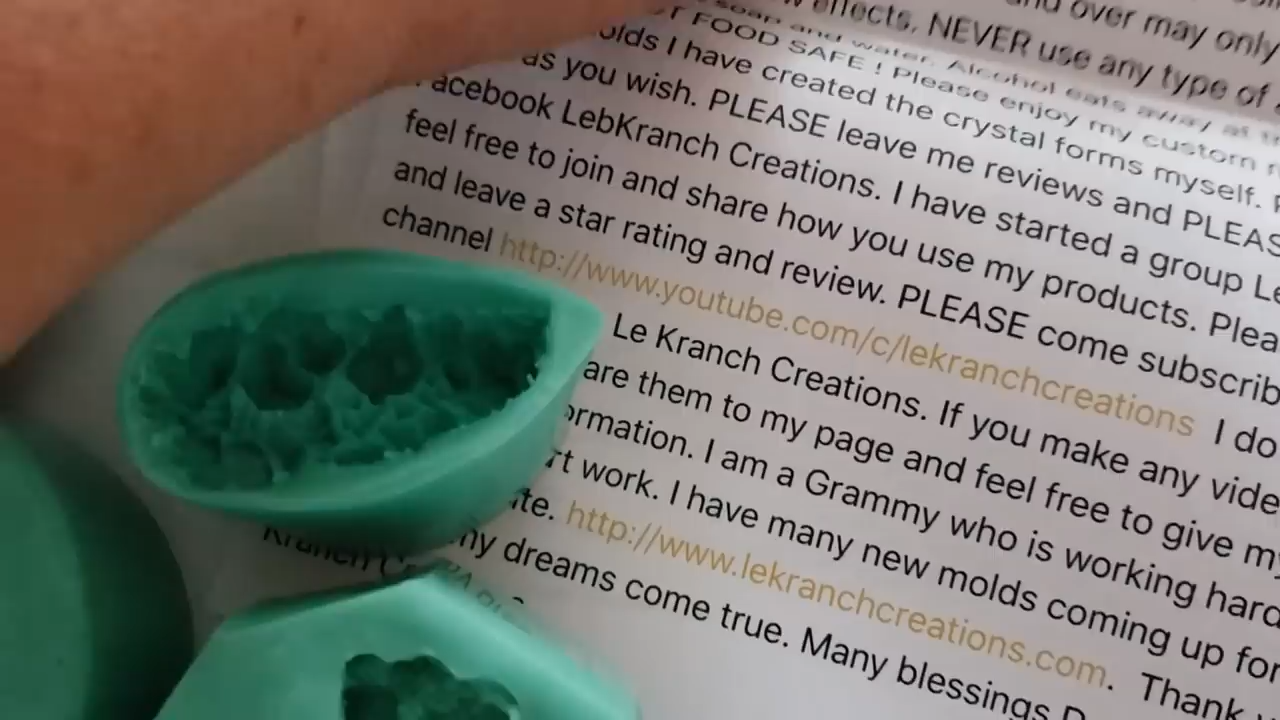 and over may only
effects, NEVER use any type of
soap and water. Alcohol eats away at
FOOD SAFE ! Please enjoy my custom
I have created the crystal forms myself.
as you wish. PLEASE leave me reviews and PLEAS
acebook LebKranch Creations. I have started a group Le
feel free to join and share how you use my products. Plea
and leave a star rating and review. PLEASE come subscrib
channel http://www.youtube.com/c/lekranchcreations I do
Le Kranch Creations. If you make any vide
are them to my page and feel free to give my
ormation. I am a Grammy who is working hard
rt work. I have many new molds coming up for
ite. http://www.lekranchcreations.com. Thank
my dreams come true. Many blessings D
Kranch